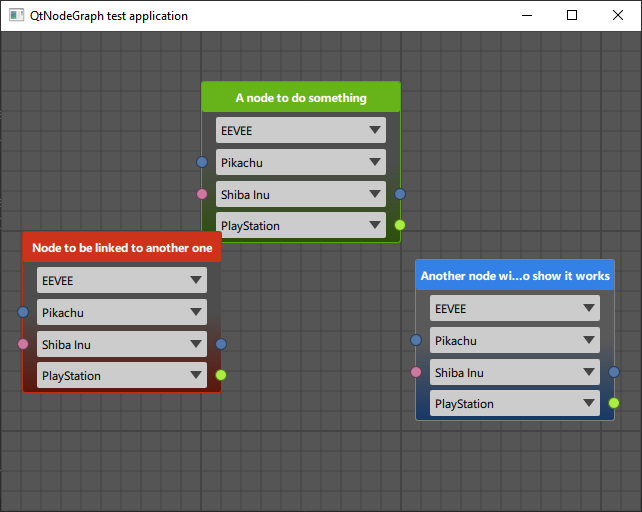 QtNodeGraph test application
A node to do something
EEVEE
Pikachu
Shiba Inu
PlayStation
Node to be linked to another one
EEVEE
Pikachu
Shiba Inu
PlayStation
Another node wi...o show it works
EEVEE
Pikachu
Shiba Inu
PlayStation